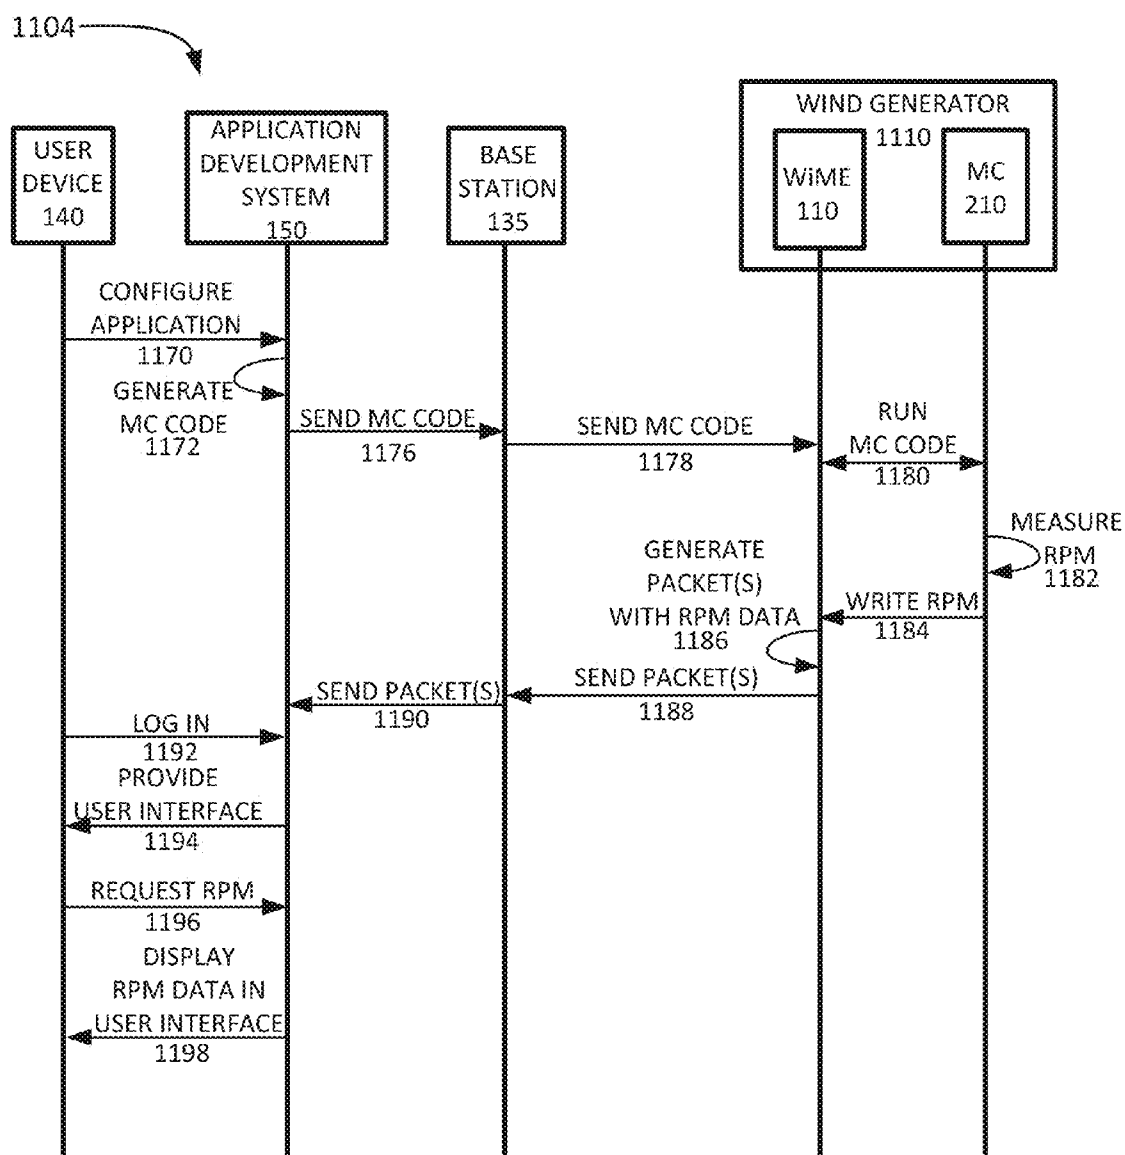 1104
USER
DEVICE
140
APPLICATION
DEVELOPMENT
SYSTEM
150
BASE
STATION
135
WIND GENERATOR
1110
WiME
110
MC
210
CONFIGURE
APPLICATION
1170
GENERATE
MC CODE
1172
SEND MC CODE
1176
SEND MC CODE
1178
RUN
MC CODE
1180
MEASURE
RPM
1182
WRITE RPM
1184
GENERATE
PACKET(S)
WITH RPM DATA
1186
SEND PACKET(S)
1188
SEND PACKET(S)
1190
LOG IN
1192
PROVIDE
USER INTERFACE
1194
REQUEST RPM
1196
DISPLAY
RPM DATA IN
USER INTERFACE
1198